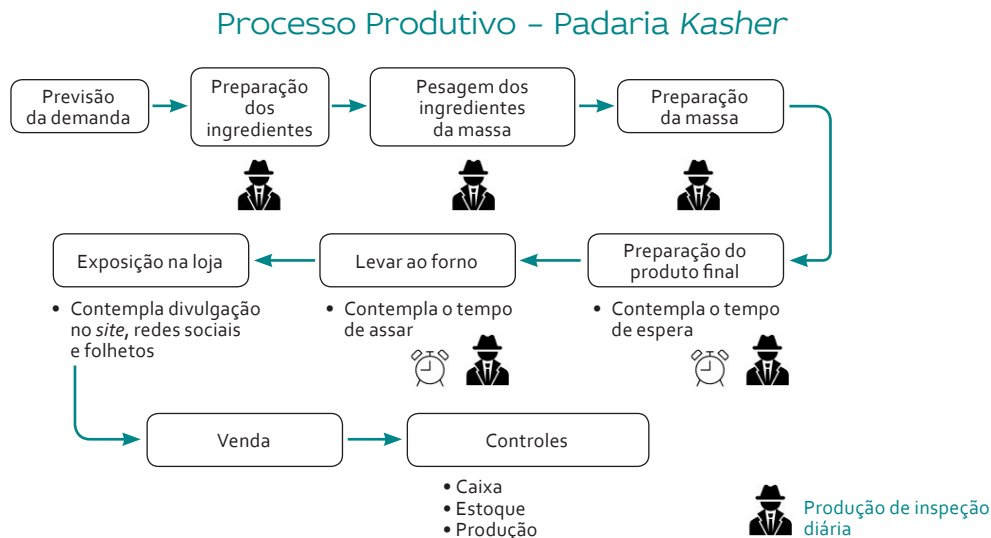 Processo Produtivo – Padaria Kasher
Previsão
da demanda
Preparação
dos
ingredientes
Pesagem dos
ingredientes
da massa
Preparação
da massa
Preparação do
produto final
• Contempla o tempo
de espera
Levar ao forno
• Contempla o tempo
de assar
Exposição na loja
• Contempla divulgação
no site, redes sociais
e folhetos
Venda
Controles
• Caixa
• Estoque
• Produção
Produção de inspeção
diária